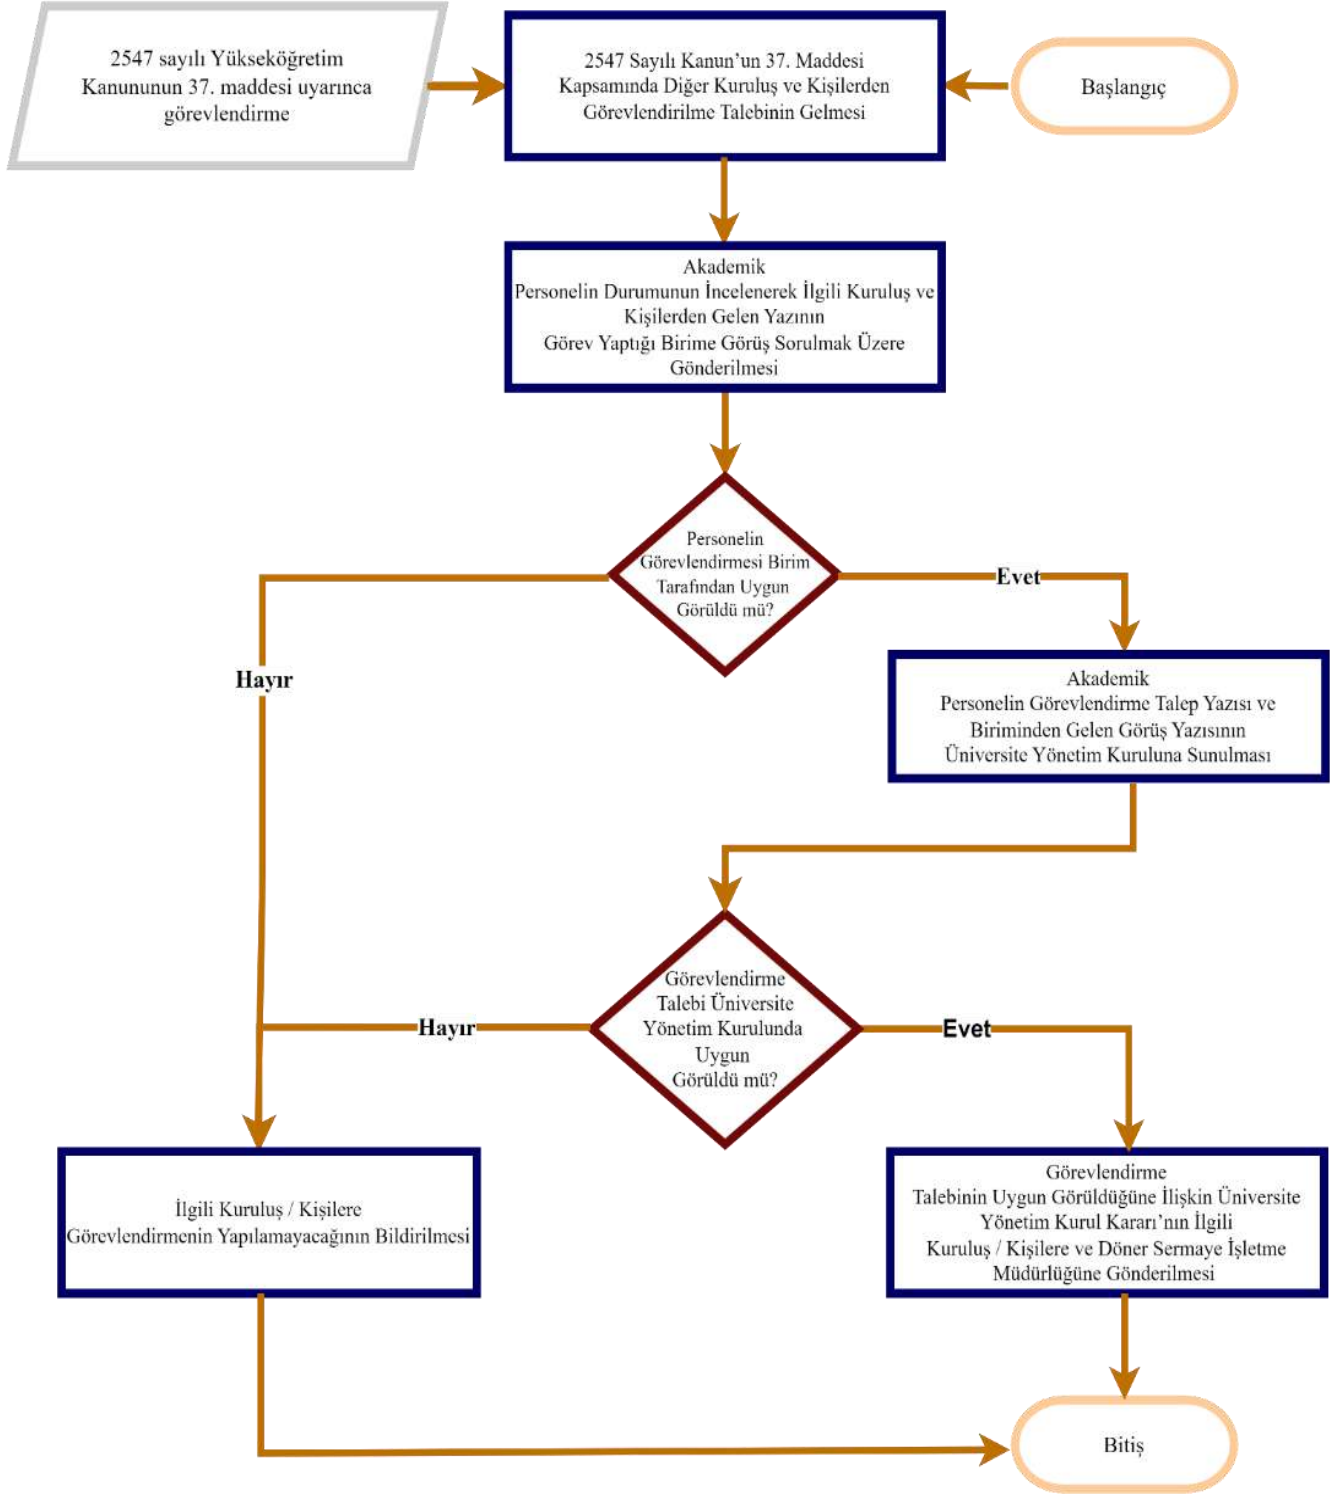 2547 sayılı Yükseköğretim
Kanununun 37. maddesi uyarınca
görevlendirme
2547 Sayılı Kanun’un 37. Maddesi
Kapsamında Diğer Kuruluş ve Kişilerden
Görevlendirilme Talebinin Gelmesi
Başlangıç
Akademik
Personelin Durumunun İncelenerek İlgili Kuruluş ve
Kişilerden Gelen Yazının
Görev Yaptığı Birime Görüş Sorulmak Üzere
Gönderilmesi
Personelin
Görevlendirmesi Birim
Tarafından Uygun
Görüldü mü?
Evet
Hayır
Akademik
Personelin Görevlendirme Talep Yazısı ve
Biriminden Gelen Görüş Yazısının
Üniversite Yönetim Kuruluna Sunulması
Görevlendirme
Talebi Üniversite
Yönetim Kurulunda
Uygun
Görüldü mü?
Hayır
Evet
İlgili Kuruluş / Kişilere
Görevlendirmenin Yapılamayacağının Bildirilmesi
Görevlendirme
Talebinin Uygun Görüldüğüne İlişkin Üniversite
Yönetim Kurul Kararı’nın İlgili
Kuruluş / Kişilere ve Döner Sermaye İşletme
Müdürlüğüne Gönderilmesi
Bitiş